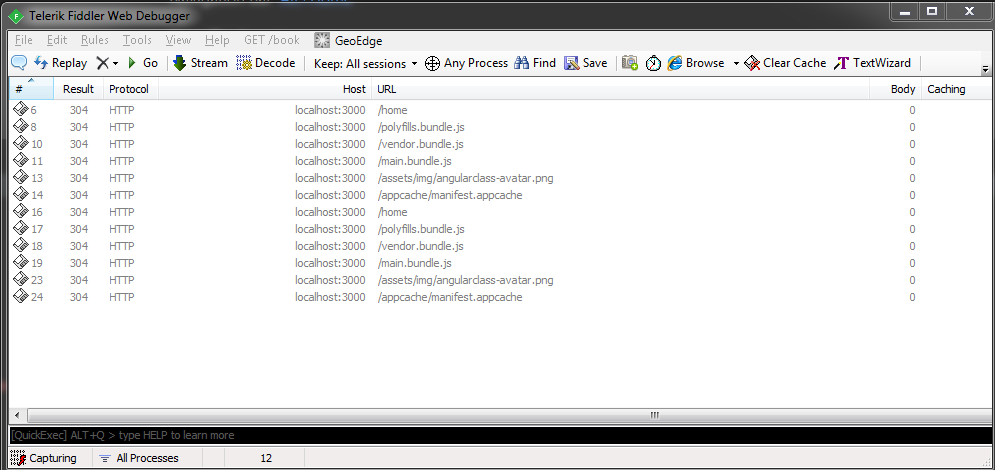 Telerik Fiddler Web Debugger
File Edit Rules Tools View Help GET /book GeoEdge
Replay Go Stream Decode Keep: All sessions Any Process Find Save Browse Clear Cache TextWizard
# Result Protocol Host URL Body Caching
6 304 HTTP localhost:3000 /home 0
8 304 HTTP localhost:3000 /polyfills.bundle.js 0
10 304 HTTP localhost:3000 /vendor.bundle.js 0
11 304 HTTP localhost:3000 /main.bundle.js 0
13 304 HTTP localhost:3000 /assets/img/angularclass-avatar.png 0
14 304 HTTP localhost:3000 /appcache/manifest.appcache 0
16 304 HTTP localhost:3000 /home 0
17 304 HTTP localhost:3000 /polyfills.bundle.js 0
18 304 HTTP localhost:3000 /vendor.bundle.js 0
19 304 HTTP localhost:3000 /main.bundle.js 0
23 304 HTTP localhost:3000 /assets/img/angularclass-avatar.png 0
24 304 HTTP localhost:3000 /appcache/manifest.appcache 0
[QuickExec] ALT+Q > type HELP to learn more
Capturing All Processes 12